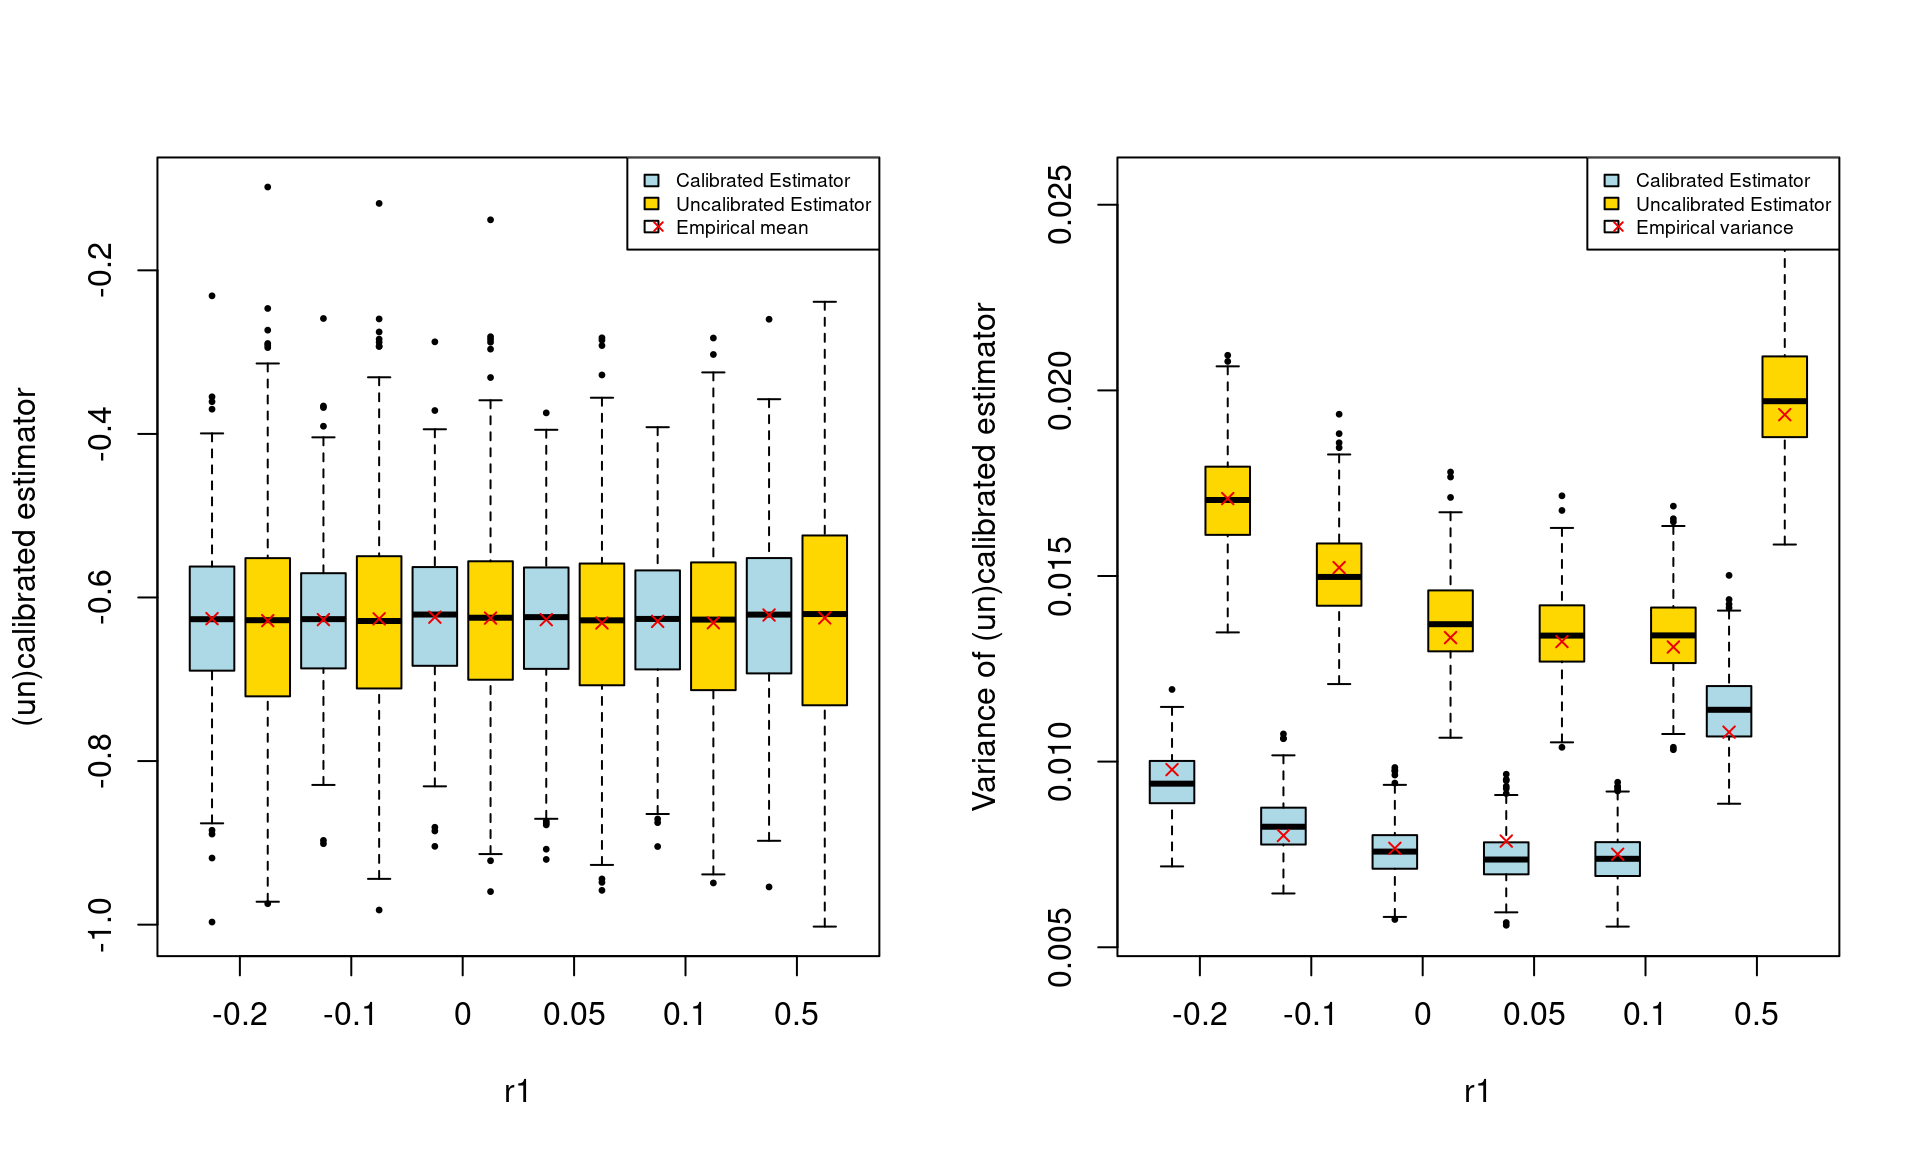 (un)calibrated estimator
-0.2
-0.4
-0.6
-0.8
-1.0
Calibrated Estimator
Uncalibrated Estimator
Empirical mean
-0.2 -0.1 0 0.05 0.1 0.5
r1
Variance of (un)calibrated estimator
0.025
0.020
0.015
0.010
0.005
Calibrated Estimator
Uncalibrated Estimator
Empirical variance
-0.2 -0.1 0 0.05 0.1 0.5
r1